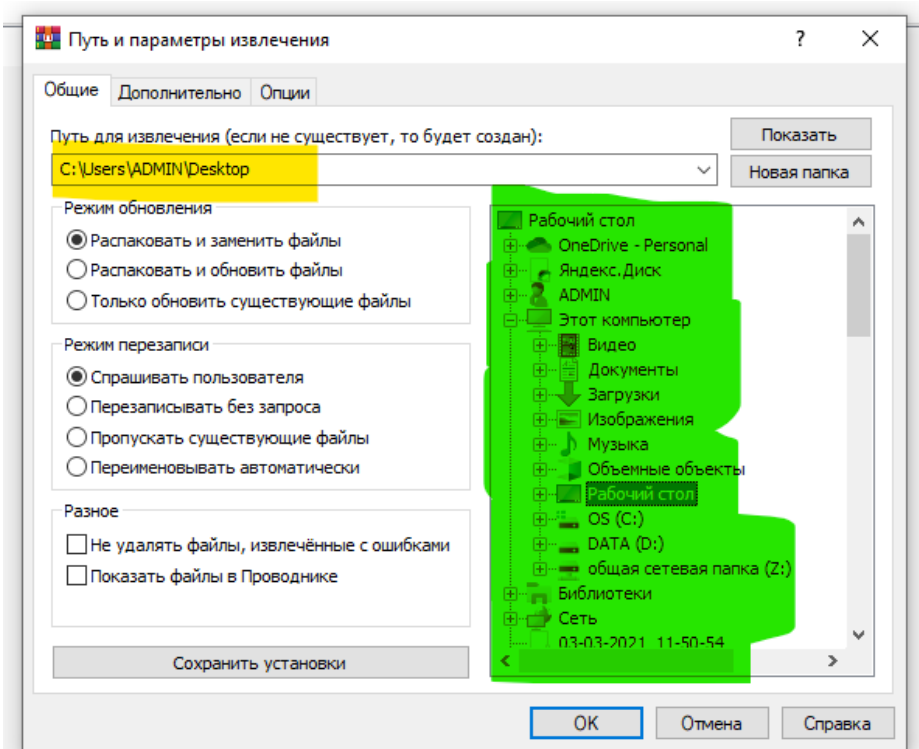 Путь и параметры извлечения ?
Общие Дополнительно Опции
Путь для извлечения (если не существует, то будет создан):
Показать
C:\Users\ADMIN\Desktop
Новая папка
Режим обновления
Распаковать и заменить файлы
Распаковать и обновить файлы
Только обновить существующие файлы
Режим перезаписи
Спрашивать пользователя
Перезаписывать без запроса
Пропускать существующие файлы
Переименовывать автоматически
Разное
Не удалять файлы, извлечённые с ошибками
Показать файлы в Проводнике
Сохранить установки
Рабочий стол
OneDrive - Personal
Яндекс.Диск
ADMIN
Этот компьютер
Видео
Документы
Загрузки
Изображения
Музыка
Объемные объекты
Рабочий стол
OS (C:)
DATA (D:)
общая сетевая папка (Z:)
Библиотеки
Сеть
03-03-2021_11-50-54
OK Отмена Справка